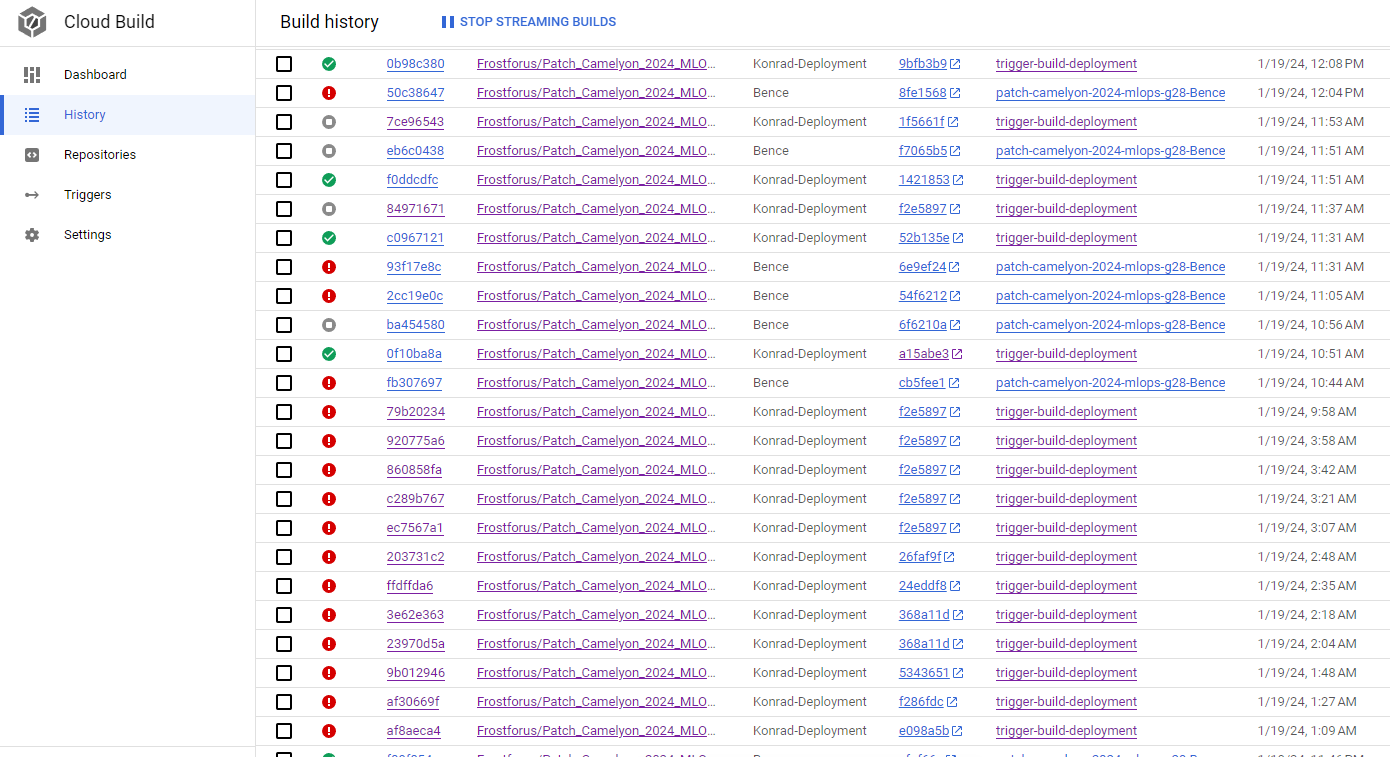 Cloud Build
Build history
STOP STREAMING BUILDS
Dashboard
History
Repositories
Triggers
Settings
0b98c380 Frostforus/Patch_Camelyon_2024_MLO... Konrad-Deployment 9bfb3b9 trigger-build-deployment 1/19/24, 12:08 PM
50c38647 Frostforus/Patch_Camelyon_2024_MLO... Bence 8fe1568 patch-camelyon-2024-mlops-g28-Bence 1/19/24, 12:04 PM
7ce96543 Frostforus/Patch_Camelyon_2024_MLO... Konrad-Deployment 1f5661f trigger-build-deployment 1/19/24, 11:53 AM
eb6c0438 Frostforus/Patch_Camelyon_2024_MLO... Bence f7065b5 patch-camelyon-2024-mlops-g28-Bence 1/19/24, 11:51 AM
f0ddcdfc Frostforus/Patch_Camelyon_2024_MLO... Konrad-Deployment 1421853 trigger-build-deployment 1/19/24, 11:51 AM
84971671 Frostforus/Patch_Camelyon_2024_MLO... Konrad-Deployment f2e5897 trigger-build-deployment 1/19/24, 11:37 AM
c0967121 Frostforus/Patch_Camelyon_2024_MLO... Konrad-Deployment 52b135e trigger-build-deployment 1/19/24, 11:31 AM
93f17e8c Frostforus/Patch_Camelyon_2024_MLO... Bence 6e9ef24 patch-camelyon-2024-mlops-g28-Bence 1/19/24, 11:31 AM
2cc19e0c Frostforus/Patch_Camelyon_2024_MLO... Bence 54f6212 patch-camelyon-2024-mlops-g28-Bence 1/19/24, 11:05 AM
ba454580 Frostforus/Patch_Camelyon_2024_MLO... Bence 6f6210a patch-camelyon-2024-mlops-g28-Bence 1/19/24, 10:56 AM
0f10ba8a Frostforus/Patch_Camelyon_2024_MLO... Konrad-Deployment a15abe3 trigger-build-deployment 1/19/24, 10:51 AM
fb307697 Frostforus/Patch_Camelyon_2024_MLO... Bence cb5fee1 patch-camelyon-2024-mlops-g28-Bence 1/19/24, 10:44 AM
79b20234 Frostforus/Patch_Camelyon_2024_MLO... Konrad-Deployment f2e5897 trigger-build-deployment 1/19/24, 9:58 AM
920775a6 Frostforus/Patch_Camelyon_2024_MLO... Konrad-Deployment f2e5897 trigger-build-deployment 1/19/24, 3:58 AM
860858fa Frostforus/Patch_Camelyon_2024_MLO... Konrad-Deployment f2e5897 trigger-build-deployment 1/19/24, 3:42 AM
c289b767 Frostforus/Patch_Camelyon_2024_MLO... Konrad-Deployment f2e5897 trigger-build-deployment 1/19/24, 3:21 AM
ec7567a1 Frostforus/Patch_Camelyon_2024_MLO... Konrad-Deployment f2e5897 trigger-build-deployment 1/19/24, 3:07 AM
203731c2 Frostforus/Patch_Camelyon_2024_MLO... Konrad-Deployment 26faf9f trigger-build-deployment 1/19/24, 2:48 AM
ffdffda6 Frostforus/Patch_Camelyon_2024_MLO... Konrad-Deployment 24eddf8 trigger-build-deployment 1/19/24, 2:35 AM
3e62e363 Frostforus/Patch_Camelyon_2024_MLO... Konrad-Deployment 368a11d trigger-build-deployment 1/19/24, 2:18 AM
23970d5a Frostforus/Patch_Camelyon_2024_MLO... Konrad-Deployment 368a11d trigger-build-deployment 1/19/24, 2:04 AM
9b012946 Frostforus/Patch_Camelyon_2024_MLO... Konrad-Deployment 5343651 trigger-build-deployment 1/19/24, 1:48 AM
af30669f Frostforus/Patch_Camelyon_2024_MLO... Konrad-Deployment f286fdc trigger-build-deployment 1/19/24, 1:27 AM
af8aeca4 Frostforus/Patch_Camelyon_2024_MLO... Konrad-Deployment e098a5b trigger-build-deployment 1/19/24, 1:09 AM